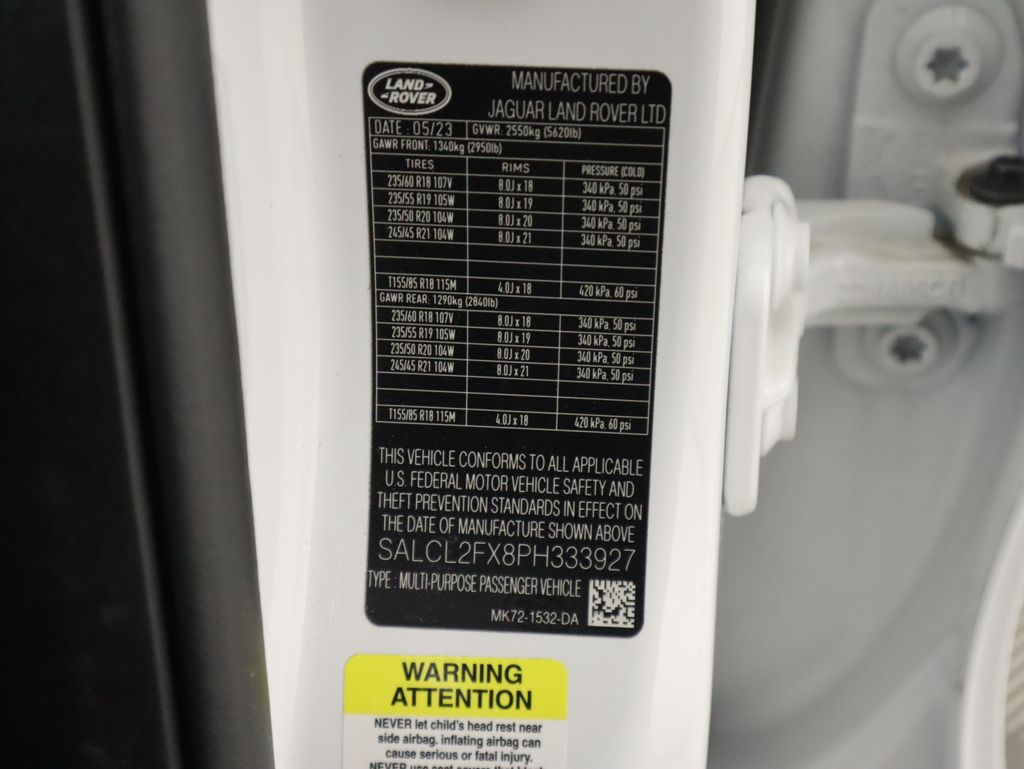 LAND ROVER
MANUFACTURED BY
JAGUAR LAND ROVER LTD
DATE : 05/23 GVWR: 2550kg (5620lb)
GAWR FRONT: 1340kg (2950lb)
TIRES RIMS PRESSURE (COLD)
235/60 R18 107V 8.0J x 18 340 kPa, 50 psi
235/55 R19 105W 8.0J x 19 340 kPa, 50 psi
235/50 R20 104W 8.0J x 20 340 kPa, 50 psi
245/45 R21 104W 8.0J x 21 340 kPa, 50 psi
T155/85 R18 115M 4.0J x 18 420 kPa, 60 psi
GAWR REAR: 1290kg (2840lb)
235/60 R18 107V 8.0J x 18 340 kPa, 50 psi
235/55 R19 105W 8.0J x 19 340 kPa, 50 psi
235/50 R20 104W 8.0J x 20 340 kPa, 50 psi
245/45 R21 104W 8.0J x 21 340 kPa, 50 psi
T155/85 R18 115M 4.0J x 18 420 kPa, 60 psi
THIS VEHICLE CONFORMS TO ALL APPLICABLE
U.S. FEDERAL MOTOR VEHICLE SAFETY AND
THEFT PREVENTION STANDARDS IN EFFECT ON
THE DATE OF MANUFACTURE SHOWN ABOVE
SALCL2FX8PH333927
TYPE : MULTI-PURPOSE PASSENGER VEHICLE
MK72-1532-DA
WARNING
ATTENTION
NEVER let child's head rest near
side airbag. inflating airbag can
cause serious or fatal injury.
NEVER use seat covers that